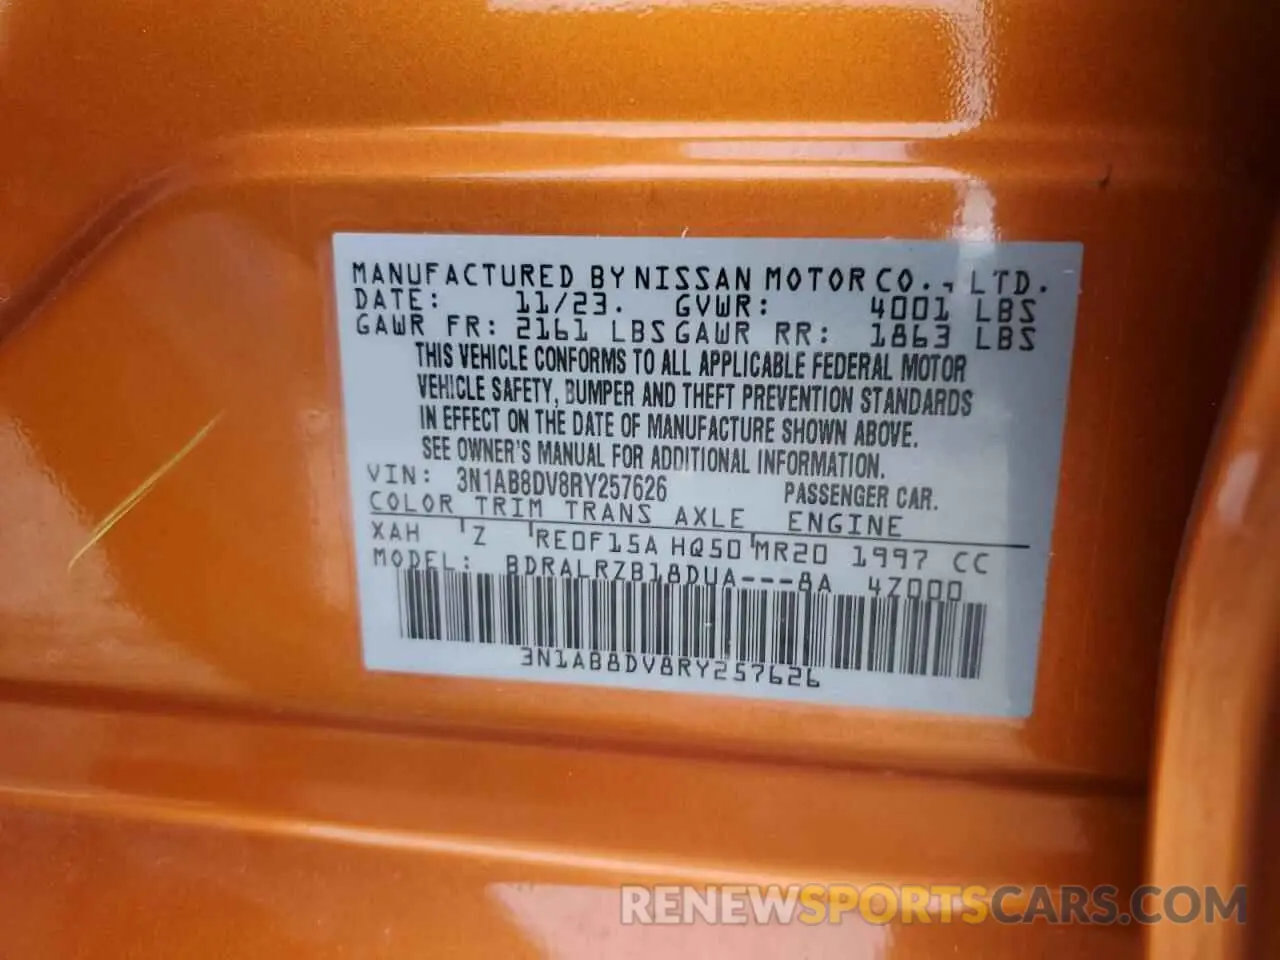 MANUFACTURED BY NISSAN MOTOR CO., LTD.
DATE: 11/23. GVWR: 4001 LBS
GAWR FR: 2161 LBS GAWR RR: 1863 LBS
THIS VEHICLE CONFORMS TO ALL APPLICABLE FEDERAL MOTOR
VEHICLE SAFETY, BUMPER AND THEFT PREVENTION STANDARDS
IN EFFECT ON THE DATE OF MANUFACTURE SHOWN ABOVE.
SEE OWNER'S MANUAL FOR ADDITIONAL INFORMATION.
VIN: 3N1AB8DV8RY257626 PASSENGER CAR.
COLOR TRIM TRANS AXLE ENGINE
XAH Z RE0F15A HQ50 MR20 1997 CC
MODEL: BDRALRZB18DUA---8A 4Z000
3N1AB8DV8RY257626
RENEWSPORTSCARS.COM